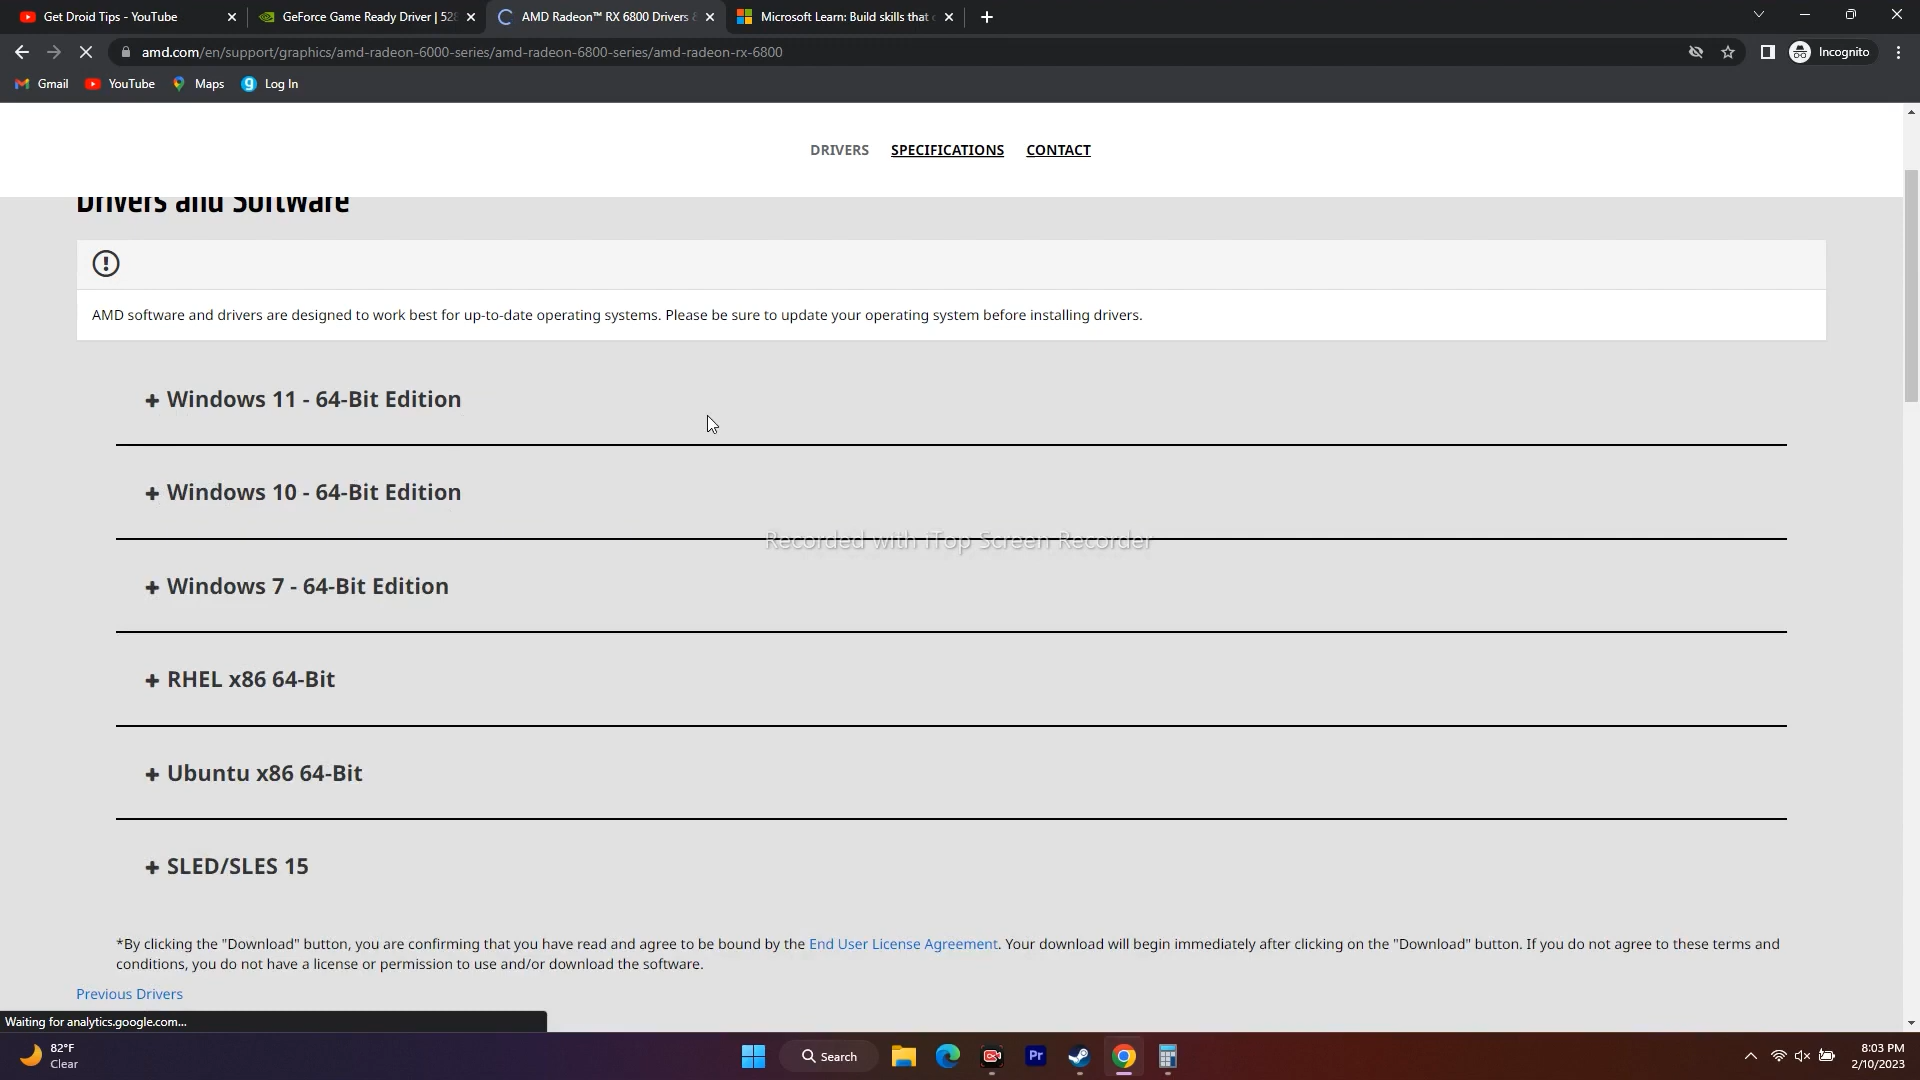 Get Droid Tips - YouTube
GeForce Game Ready Driver | 528
AMD Radeon™ RX 6800 Drivers &
Microsoft Learn: Build skills that
amd.com/en/support/graphics/amd-radeon-6000-series/amd-radeon-6800-series/amd-radeon-rx-6800
Incognito
Gmail
YouTube
Maps
Log In
DRIVERS SPECIFICATIONS CONTACT
Drivers and Software
AMD software and drivers are designed to work best for up-to-date operating systems. Please be sure to update your operating system before installing drivers.
+ Windows 11 - 64-Bit Edition
+ Windows 10 - 64-Bit Edition
Recorded with iTop Screen Recorder
+ Windows 7 - 64-Bit Edition
+ RHEL x86 64-Bit
+ Ubuntu x86 64-Bit
+ SLED/SLES 15
*By clicking the "Download" button, you are confirming that you have read and agree to be bound by the End User License Agreement. Your download will begin immediately after clicking on the "Download" button. If you do not agree to these terms and
conditions, you do not have a license or permission to use and/or download the software.
Previous Drivers
Waiting for analytics.google.com...
82°F
Clear
Search
Pr
8:03 PM
2/10/2023